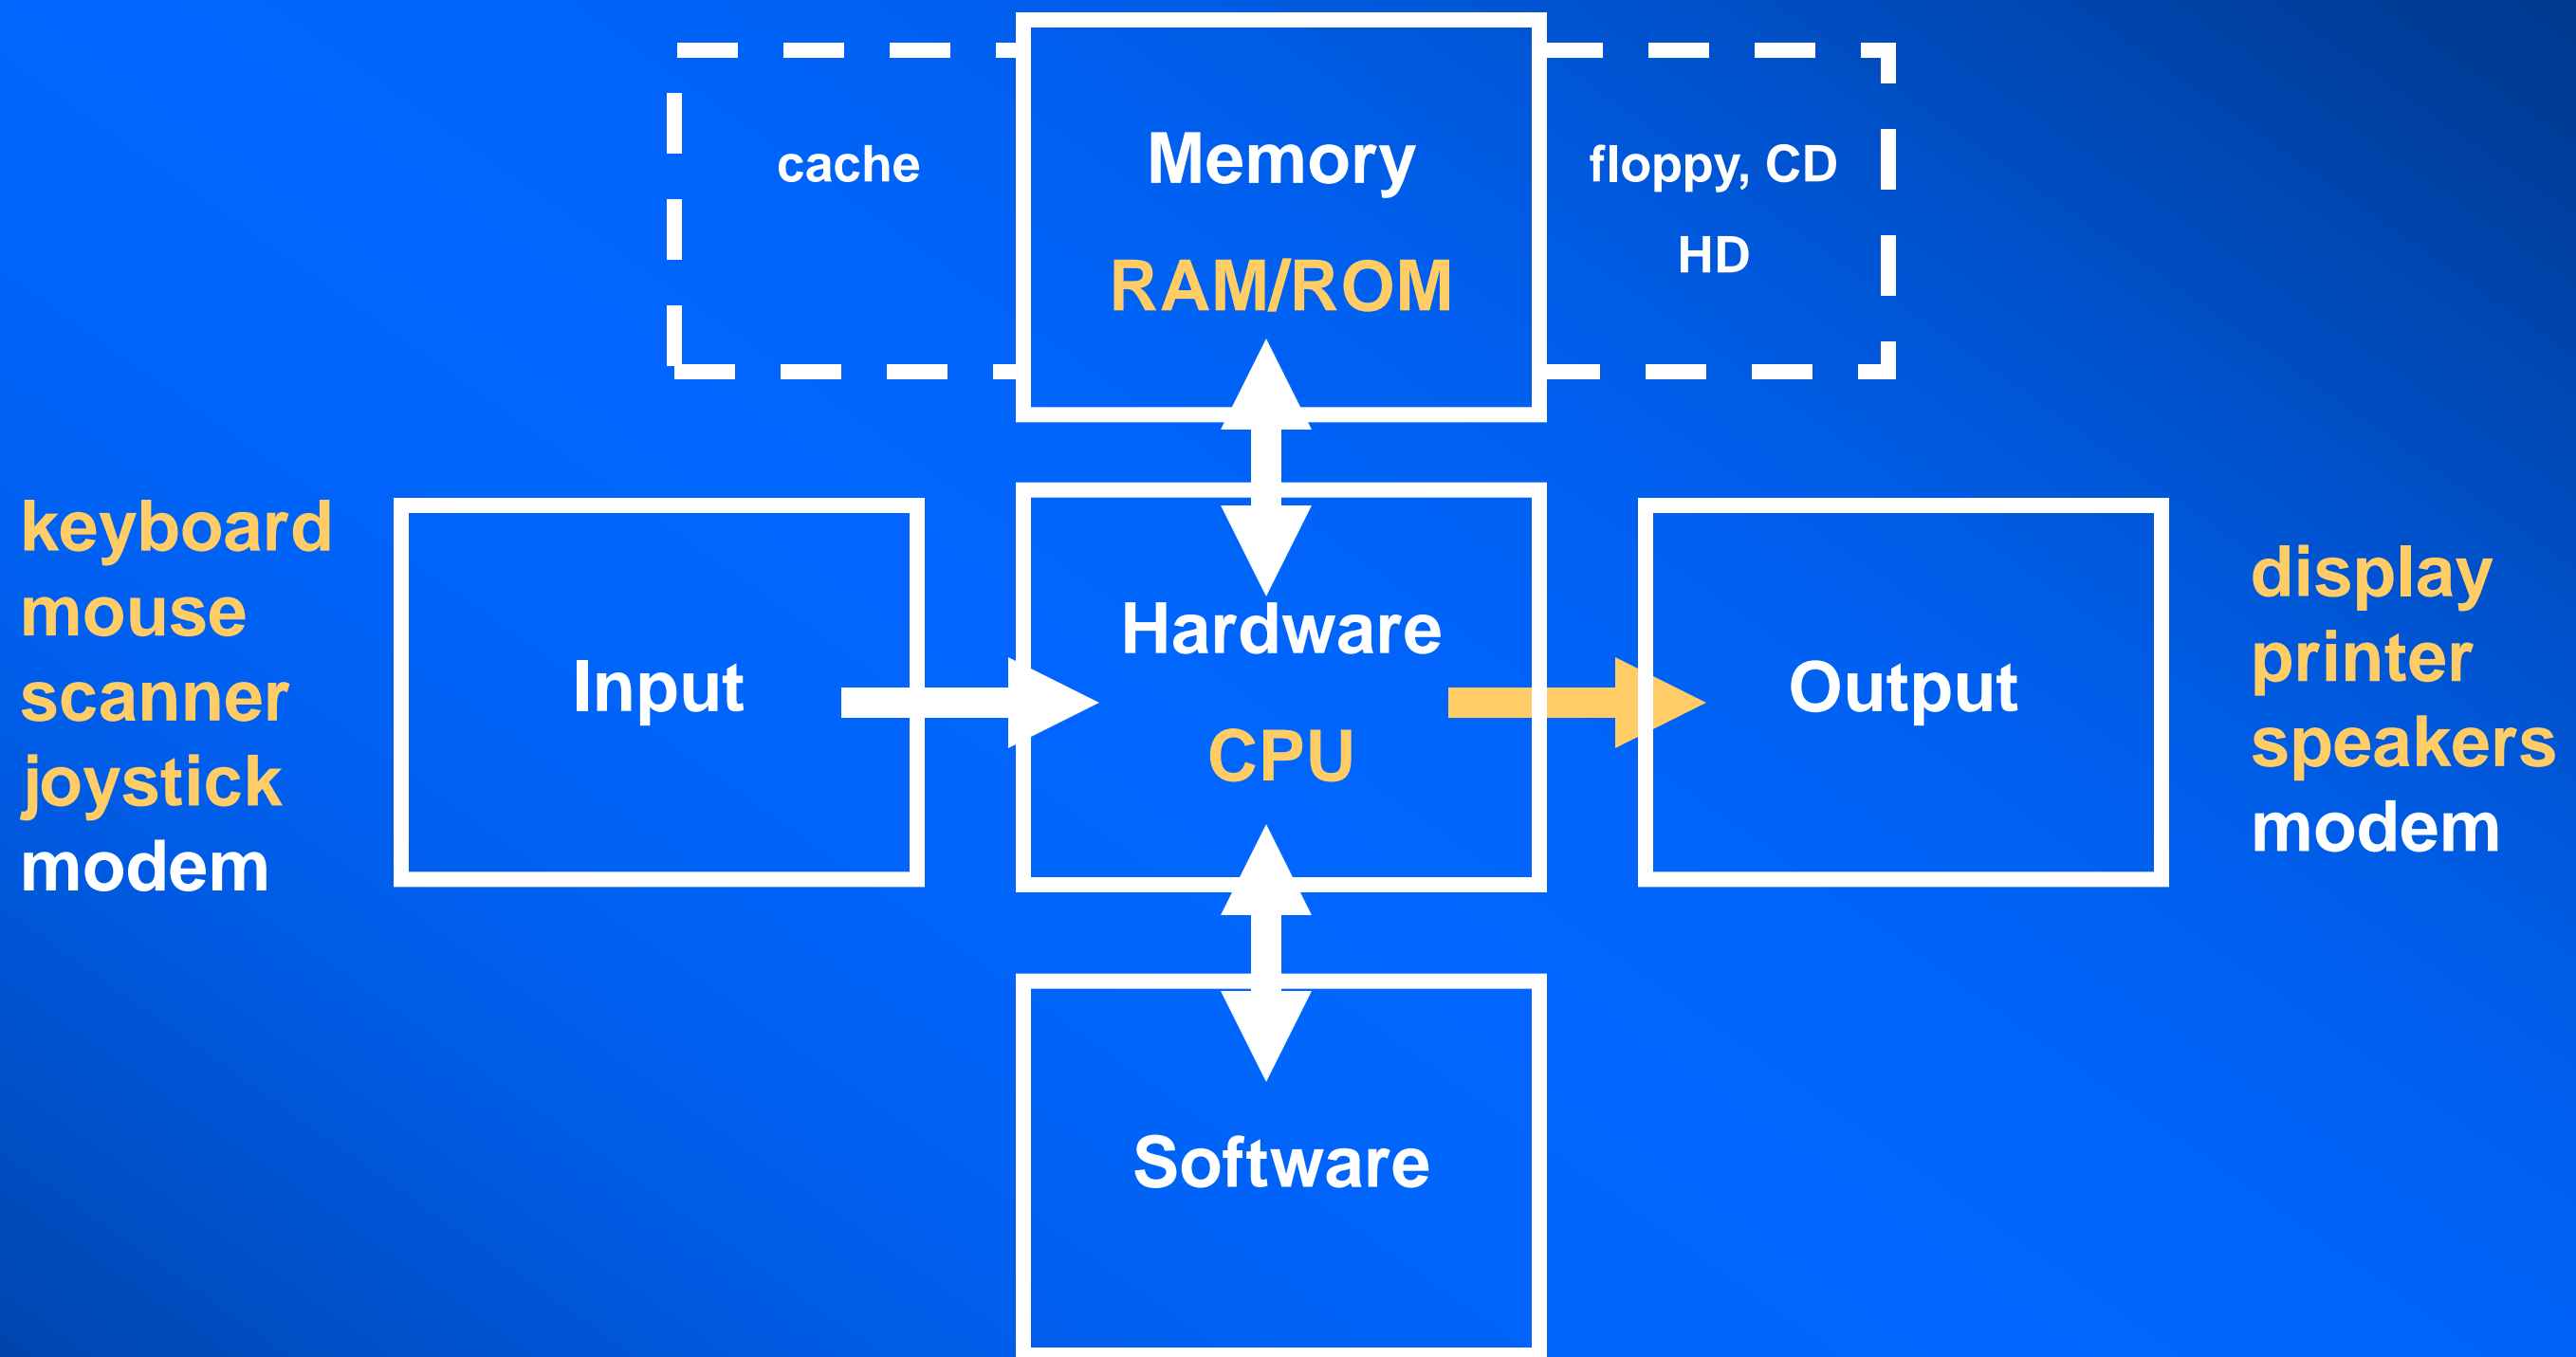 cache
Memory
RAM/ROM
floppy, CD
HD
keyboard
mouse
scanner
joystick
modem
Input
Hardware
CPU
Output
display
printer
speakers
modem
Software